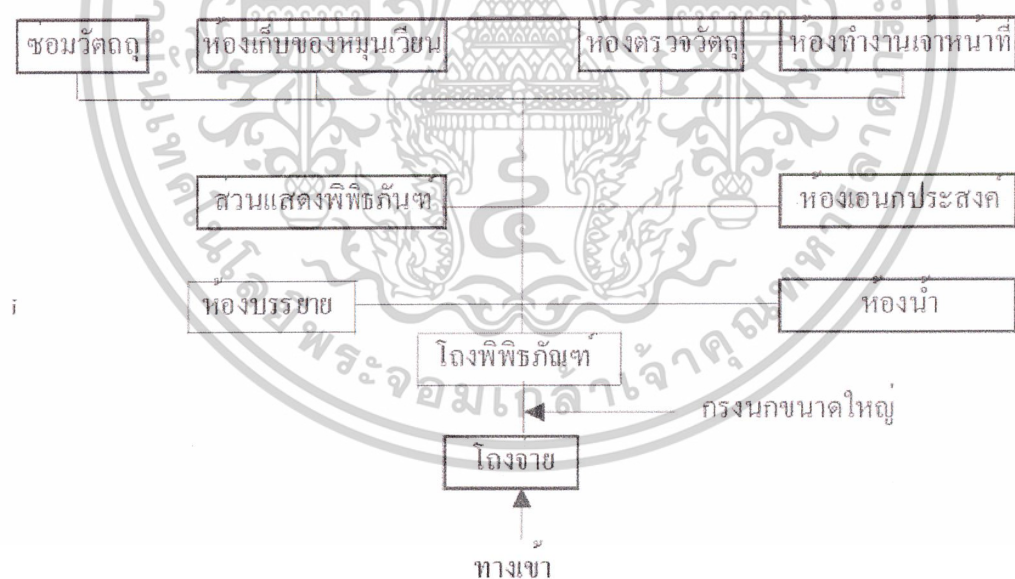 ซ่อมวัตถถุ ห้องเก็บของหมุนเวียน ห้องตรวจวัตถุ ห้องทำงานเจ้าหน้าที่
ส่วนแสดงพิพิธภันฑ์ ห้องเอนกประสงค์
ห้องบรรยาย ห้องน้ำ
โถงพิพิธภัณฑ์
กรงนกขนาดใหญ่
โถงจาย
ทางเข้า